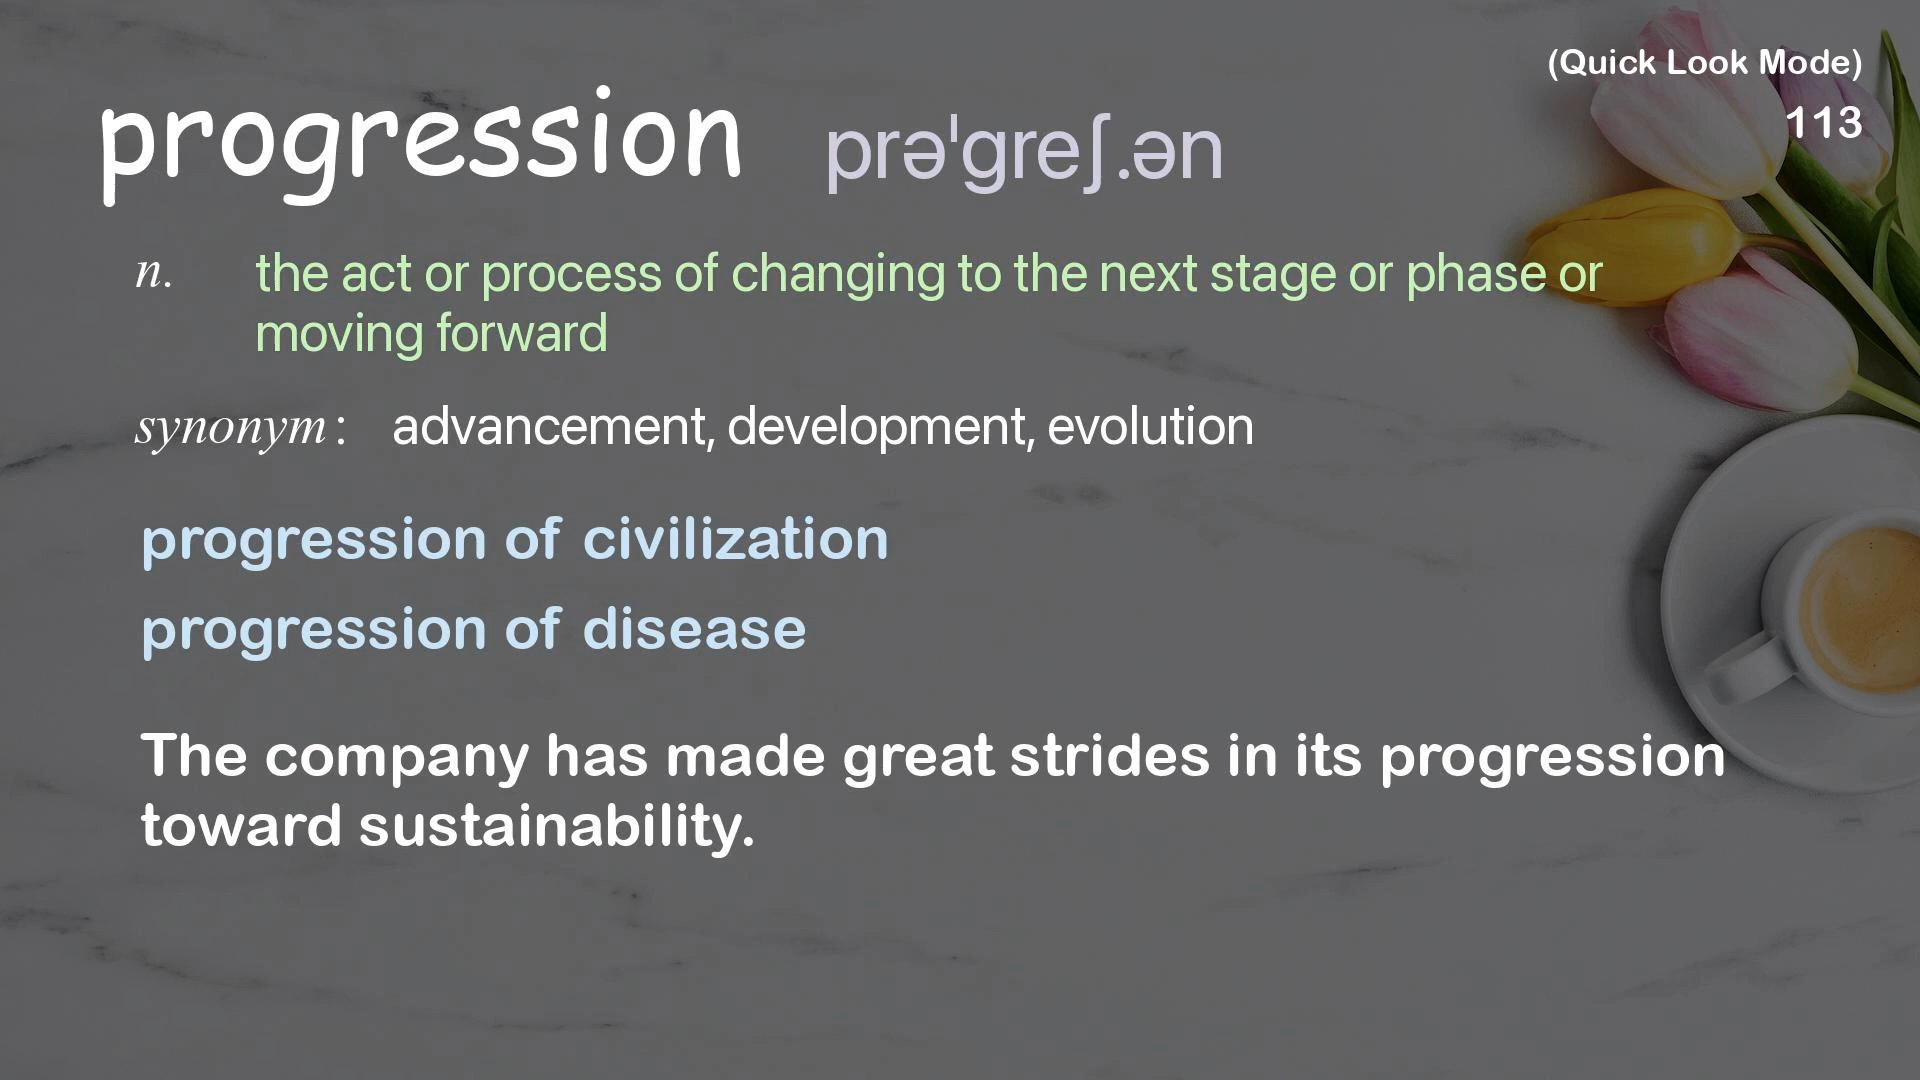 (Quick Look Mode)
113
progression prəˈɡreʃ.ən
n. the act or process of changing to the next stage or phase or
moving forward
synonym: advancement, development, evolution
progression of civilization
progression of disease
The company has made great strides in its progression
toward sustainability.